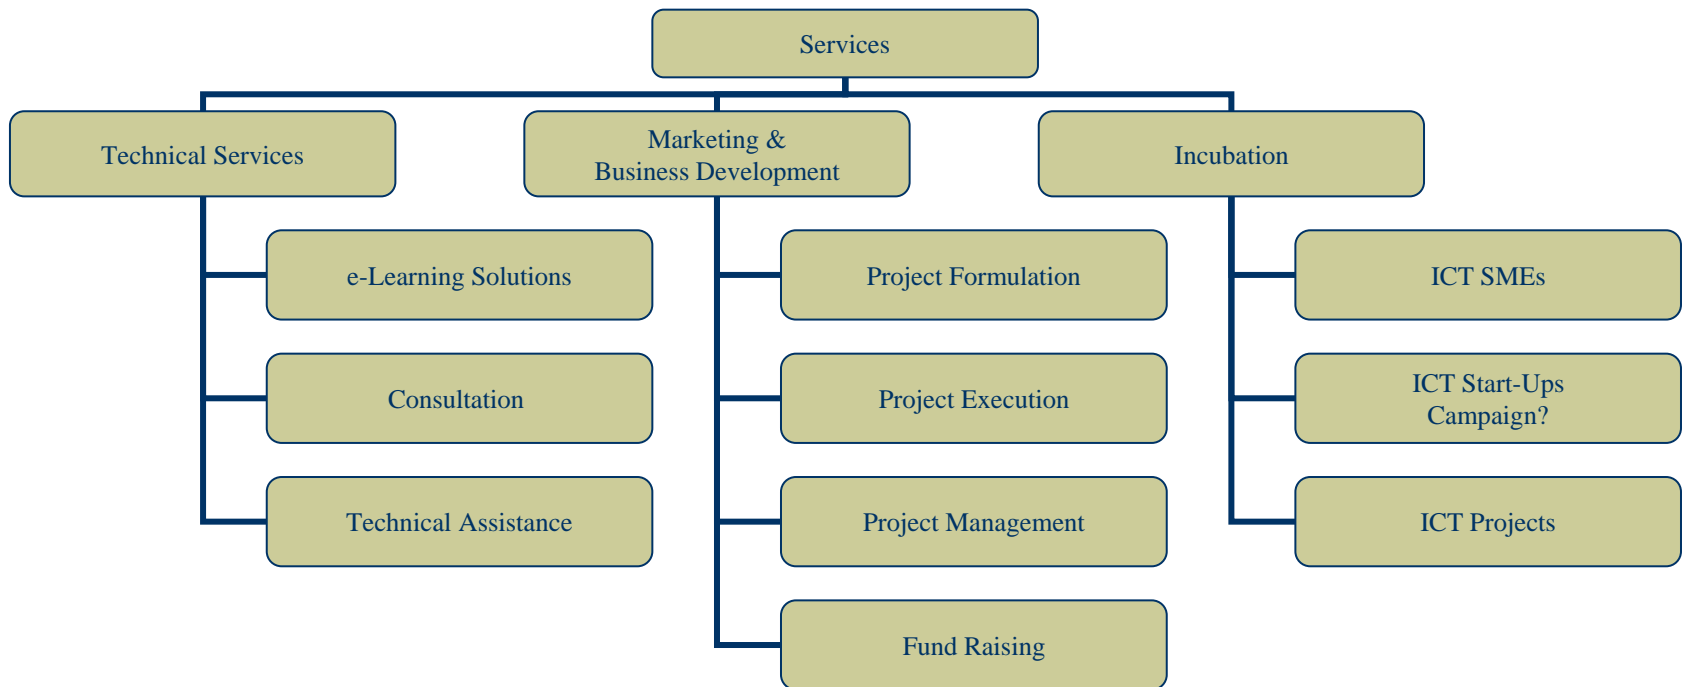 Services
Technical Services
Marketing &
Business Development
Incubation
e-Learning Solutions
Project Formulation
ICT SMEs
Consultation
Project Execution
ICT Start-Ups
Campaign?
Technical Assistance
Project Management
ICT Projects
Fund Raising